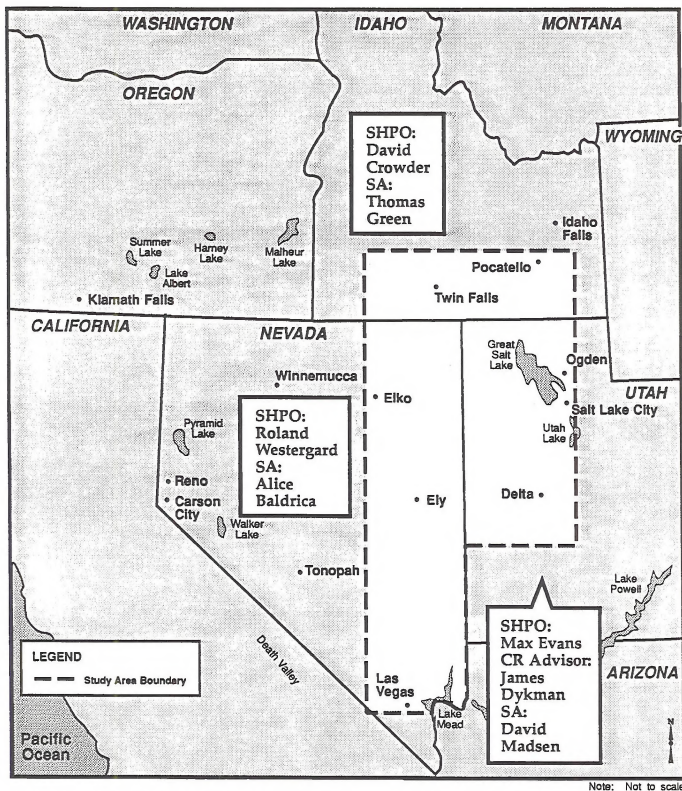 WASHINGTON
IDAHO
MONTANA
OREGON
SHPO:
David
Crowder
SA:
Thomas
Green
WYOMING
Idaho
Falls
Summer
Lake
Harney
Lake
Malheur
Lake
Lake
Albert
Pocatello
Klamath Falls
Twin Falls
CALIFORNIA
NEVADA
Great
Salt
Lake
Ogden
Winnemucca
UTAH
Elko
Salt Lake City
SHPO:
Roland
Westergard
SA:
Alice
Baldrica
Pyramid
Lake
Utah
Lake
Reno
Carson
City
Ely
Delta
Walker
Lake
Tonopah
Lake
Powell
SHPO:
Max Evans
CR Advisor:
James
Dykman
SA:
David
Madsen
Death Valley
LEGEND
Study Area Boundary
ARIZONA
Las
Vegas
Lake
Mead
Pacific
Ocean
N
Note: Not to scale